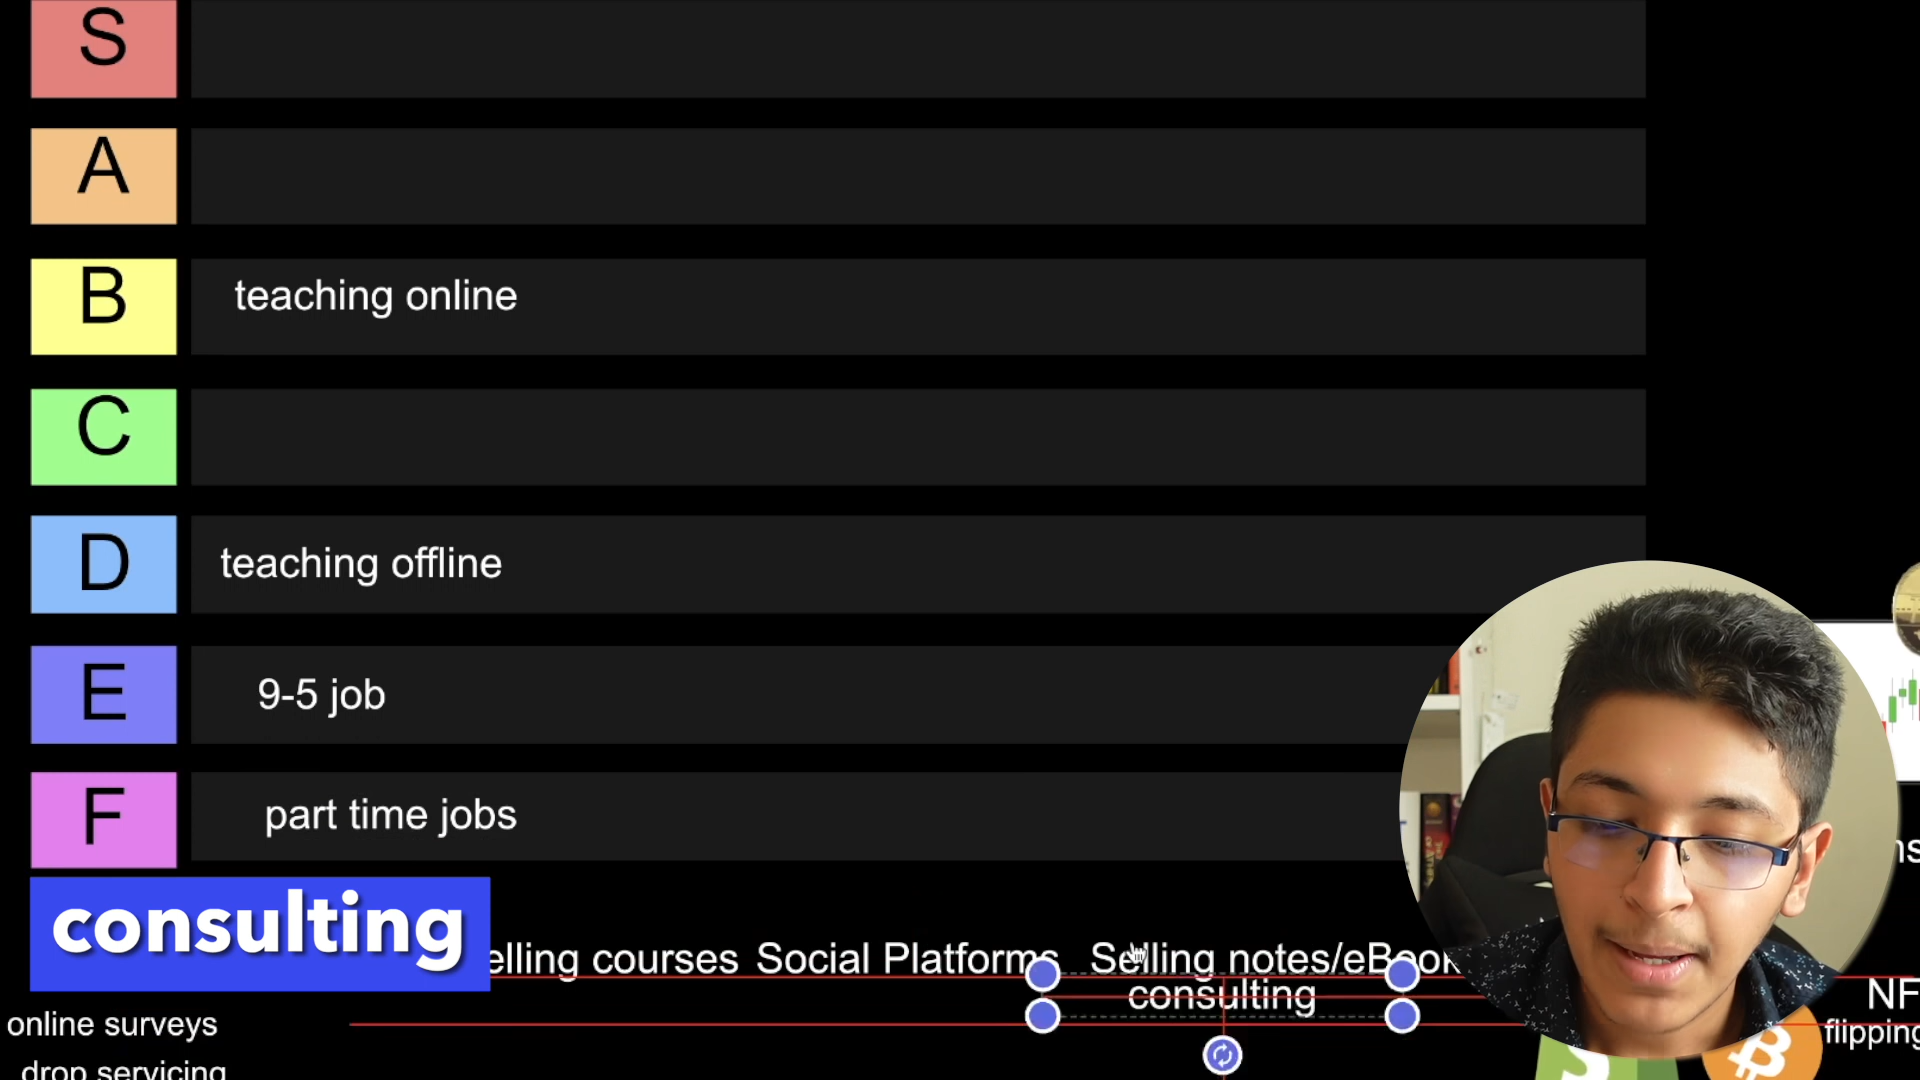 S
A
B
teaching online
C
D
teaching offline
E
9-5 job
F
part time jobs
consulting
elling courses
Social Platforms
Selling notes/eBook
consulting
online surveys
NF
flipping
drop servicing